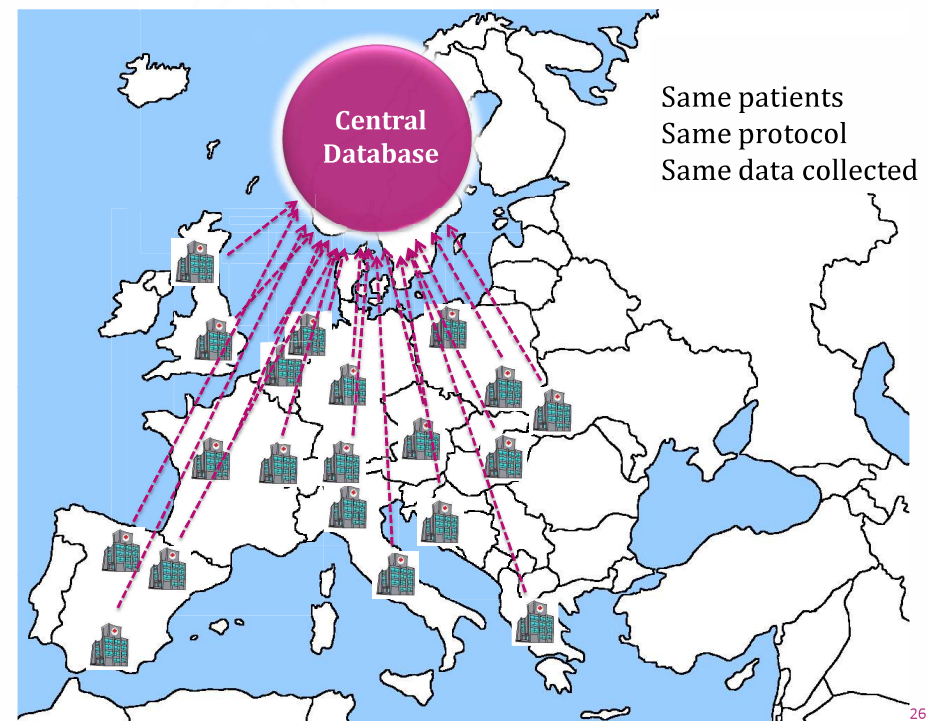 Central
Database
Same patients
Same protocol
Same data collected
26